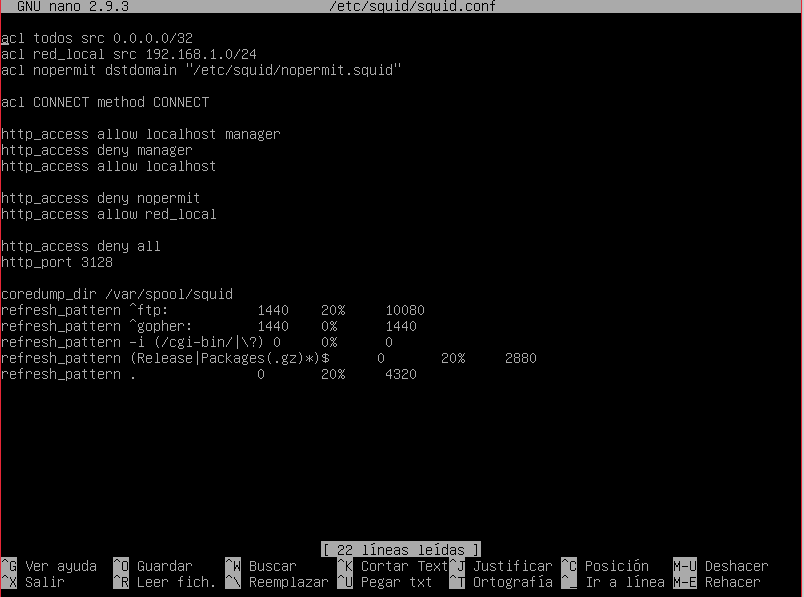 GNU nano 2.9.3 /etc/squid/squid.conf
acl todos src 0.0.0.0/32
acl red_local src 192.168.1.0/24
acl nopermit dstdomain "/etc/squid/nopermit.squid"
acl CONNECT method CONNECT
http_access allow localhost manager
http_access deny manager
http_access allow localhost
http_access deny nopermit
http_access allow red_local
http_access deny all
http_port 3128
coredump_dir /var/spool/squid
refresh_pattern ^ftp: 1440 20% 10080
refresh_pattern ^gopher: 1440 0% 1440
refresh_pattern -i (/cgi-bin/|\?) 0 0% 0
refresh_pattern (Release|Packages(.gz)*)$ 0 20% 2880
refresh_pattern . 0 20% 4320
[ 22 líneas leídas ]
^G Ver ayuda ^O Guardar ^W Buscar ^K Cortar Text ^J Justificar ^C Posición M-U Deshacer
^X Salir ^R Leer fich. ^\ Reemplazar ^U Pegar txt ^T Ortografía ^_ Ir a línea M-E Rehacer